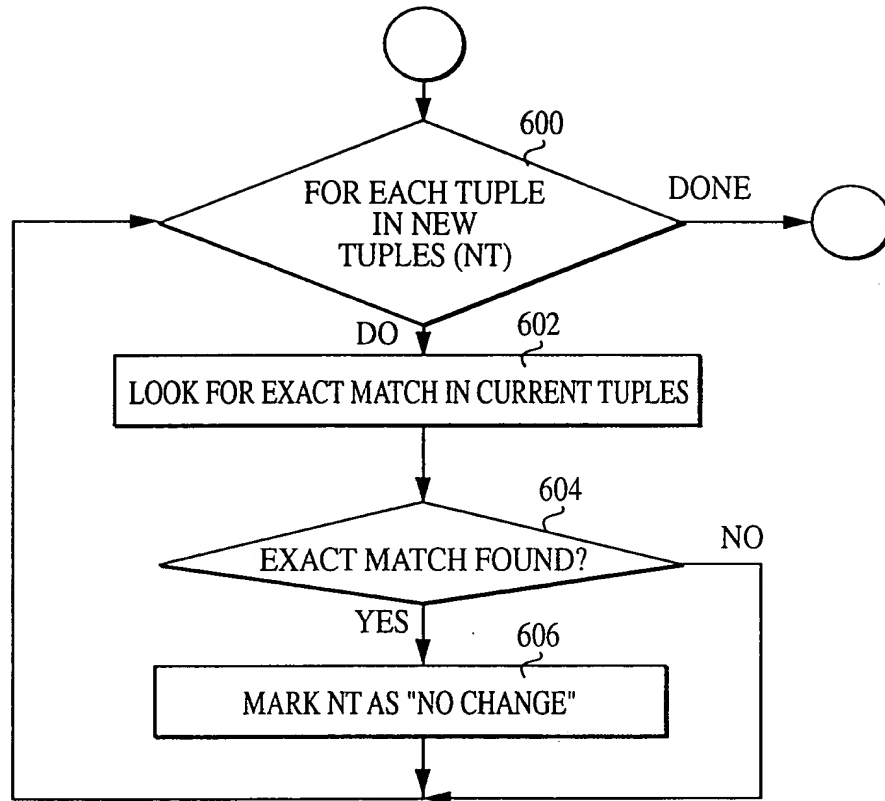 600
FOR EACH TUPLE
IN NEW
TUPLES (NT)
DONE
DO
602
LOOK FOR EXACT MATCH IN CURRENT TUPLES
604
EXACT MATCH FOUND?
NO
YES
606
MARK NT AS "NO CHANGE"